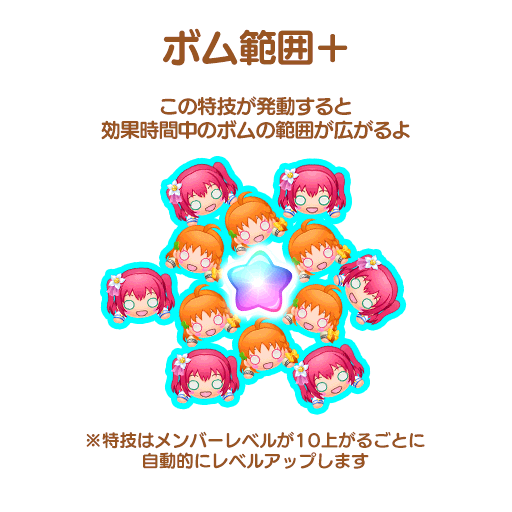 ボム範囲＋
この特技が発動すると
効果時間中のボムの範囲が広がるよ
※特技はメンバーレベルが10上がるごとに
自動的にレベルアップします